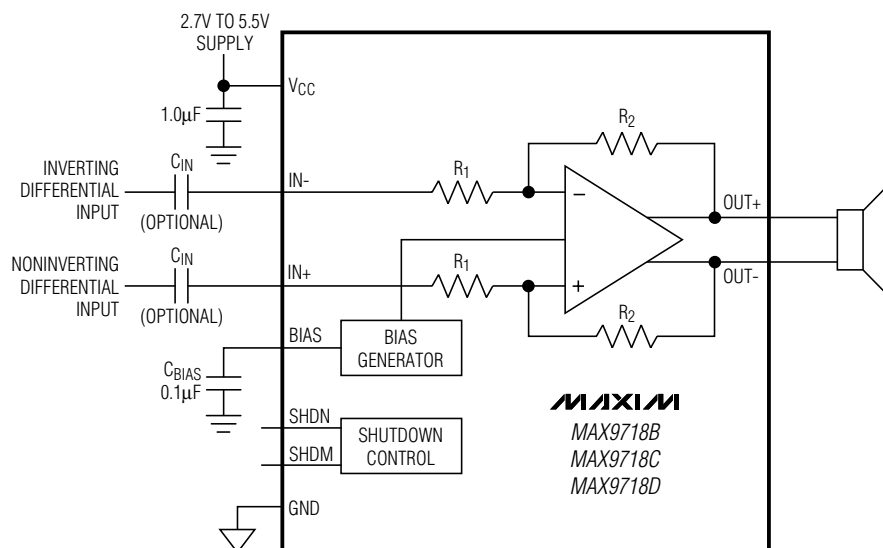 2.7V TO 5.5V
SUPPLY
VCC
1.0µF
INVERTING
DIFFERENTIAL
INPUT
CIN
(OPTIONAL)
IN-
R1
R2
OUT+
NONINVERTING
DIFFERENTIAL
INPUT
CIN
(OPTIONAL)
IN+
R1
R2
OUT-
−
+
BIAS
BIAS
GENERATOR
CBIAS
0.1µF
SHDN
SHDM
SHUTDOWN
CONTROL
GND
MAXIM
MAX9718B
MAX9718C
MAX9718D